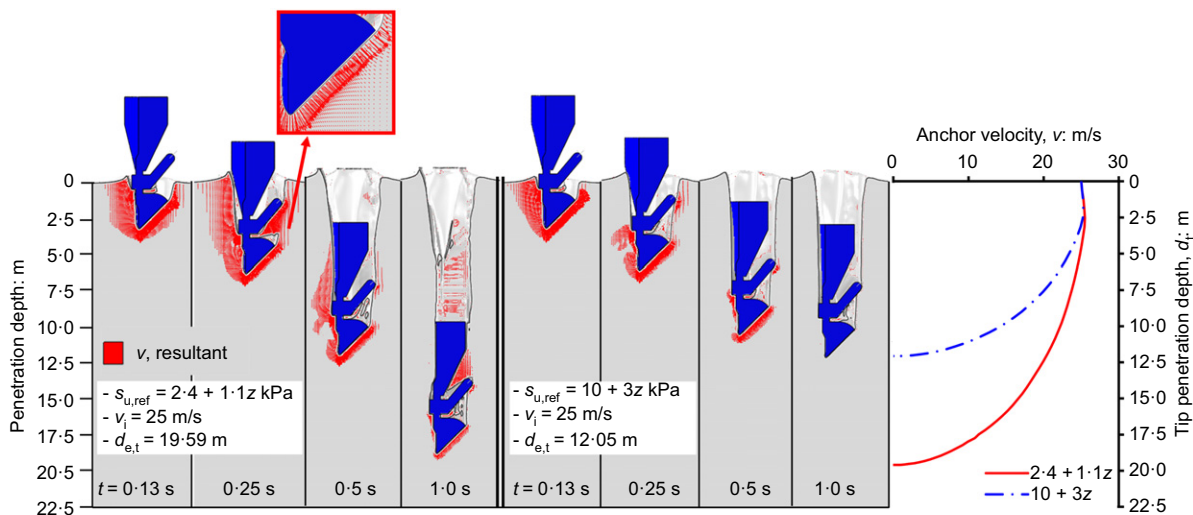 Anchor velocity, v: m/s
0
10
20
30
Penetration depth: m
0
2·5
5·0
7·5
10·0
12·5
15·0
17·5
20·5
22·5
v, resultant
- su,ref = 2·4 + 1·1z kPa
- vi = 25 m/s
- de,t = 19·59 m
t = 0·13 s
0·25 s
0·5 s
1·0 s
- su,ref = 10 + 3z kPa
- vi = 25 m/s
- de,t = 12·05 m
t = 0·13 s
0·25 s
0·5 s
1·0 s
0
2·5
5·0
7·5
10·0
12·5
15·0
17·5
20·0
22·5
Tip penetration depth, dt: m
2·4 + 1·1z
10 + 3z